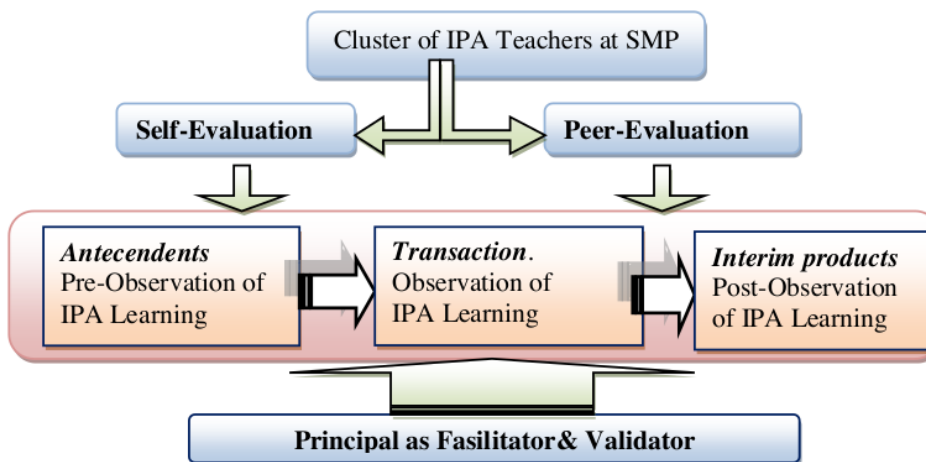 Cluster of IPA Teachers at SMP
Self-Evaluation
Peer-Evaluation
Antecendents
Pre-Observation of
IPA Learning
Transaction.
Observation of
IPA Learning
Interim products
Post-Observation
of IPA Learning
Principal as Fasilitator& Validator